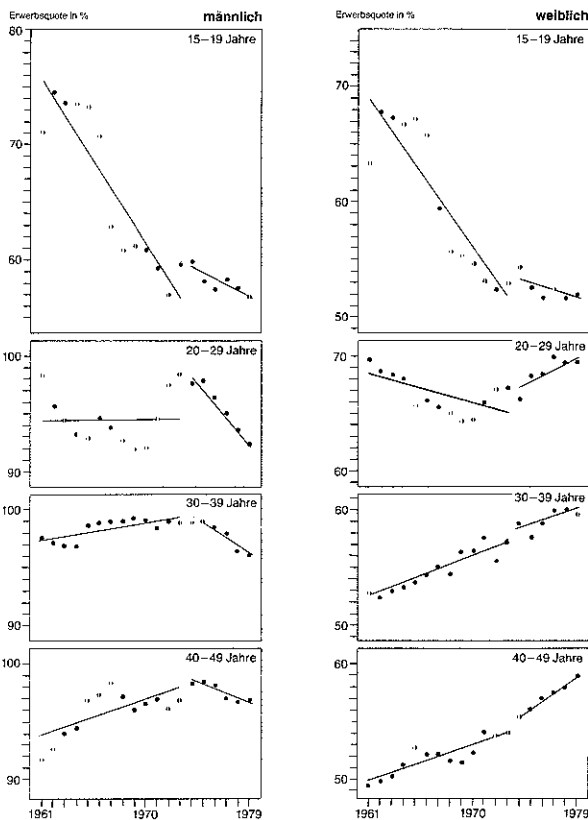 Erwerbsquote in %
männlich
15–19 Jahre
80
70
60
20–29 Jahre
100
90
30–39 Jahre
100
90
40–49 Jahre
100
90
1961
1970
1979
Erwerbsquote in %
weiblich
15–19 Jahre
70
60
50
20–29 Jahre
70
60
30–39 Jahre
60
50
40–49 Jahre
60
50
1961
1970
1979